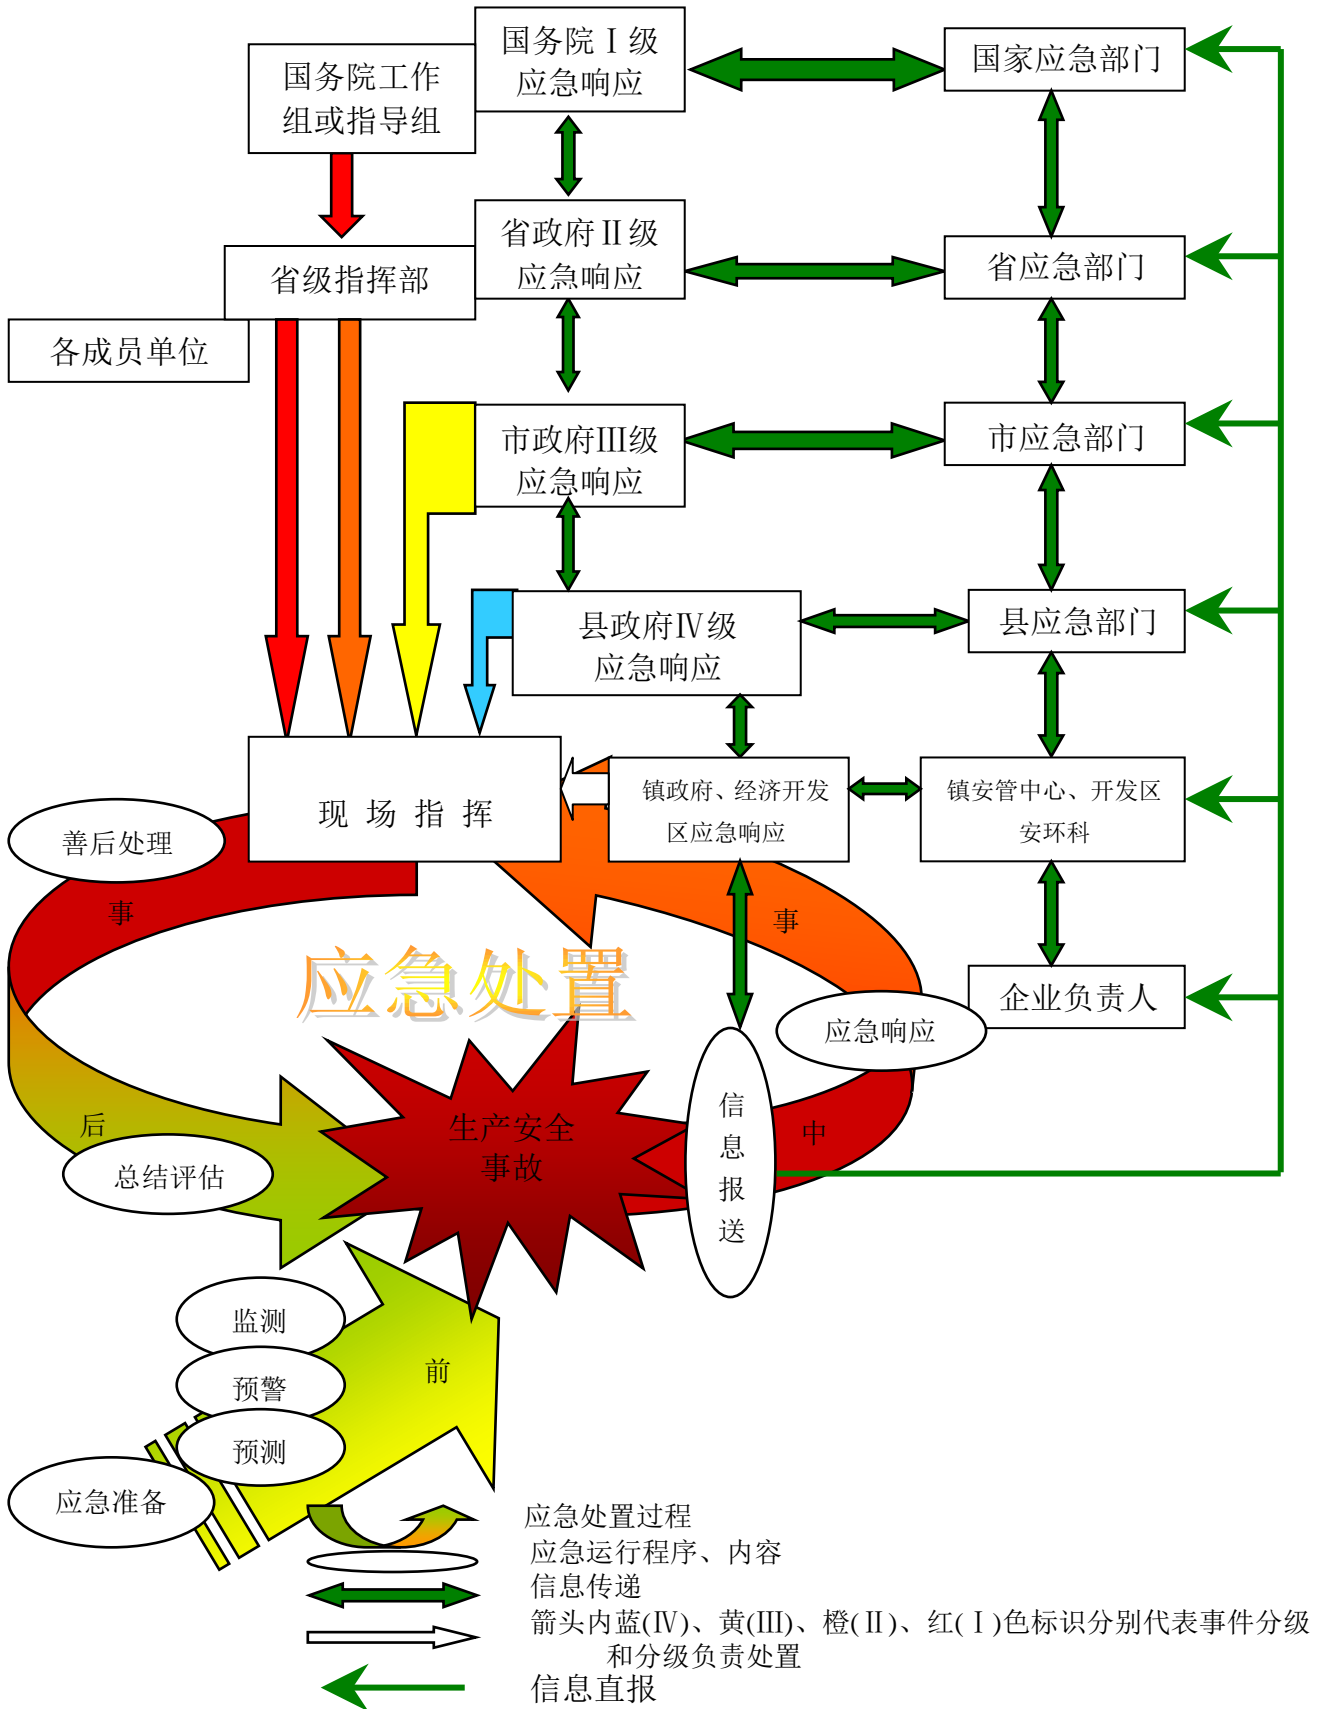 国务院Ⅰ级
应急响应
国家应急部门
国务院工作
组或指导组
省政府Ⅱ级
应急响应
省应急部门
省级指挥部
各成员单位
市政府Ⅲ级
应急响应
市应急部门
县政府Ⅳ级
应急响应
县应急部门
现 场 指 挥
镇政府、经济开发
区应急响应
镇安管中心、开发区
安环科
善后处理
事
事
应急处置
企业负责人
应急响应
生产安全
事故
信
息
报
送
中
后
总结评估
监测
预警
预测
前
应急准备
应急处置过程
应急运行程序、内容
信息传递
箭头内蓝(Ⅳ)、黄(Ⅲ)、橙(Ⅱ)、红(Ⅰ)色标识分别代表事件分级
和分级负责处置
信息直报